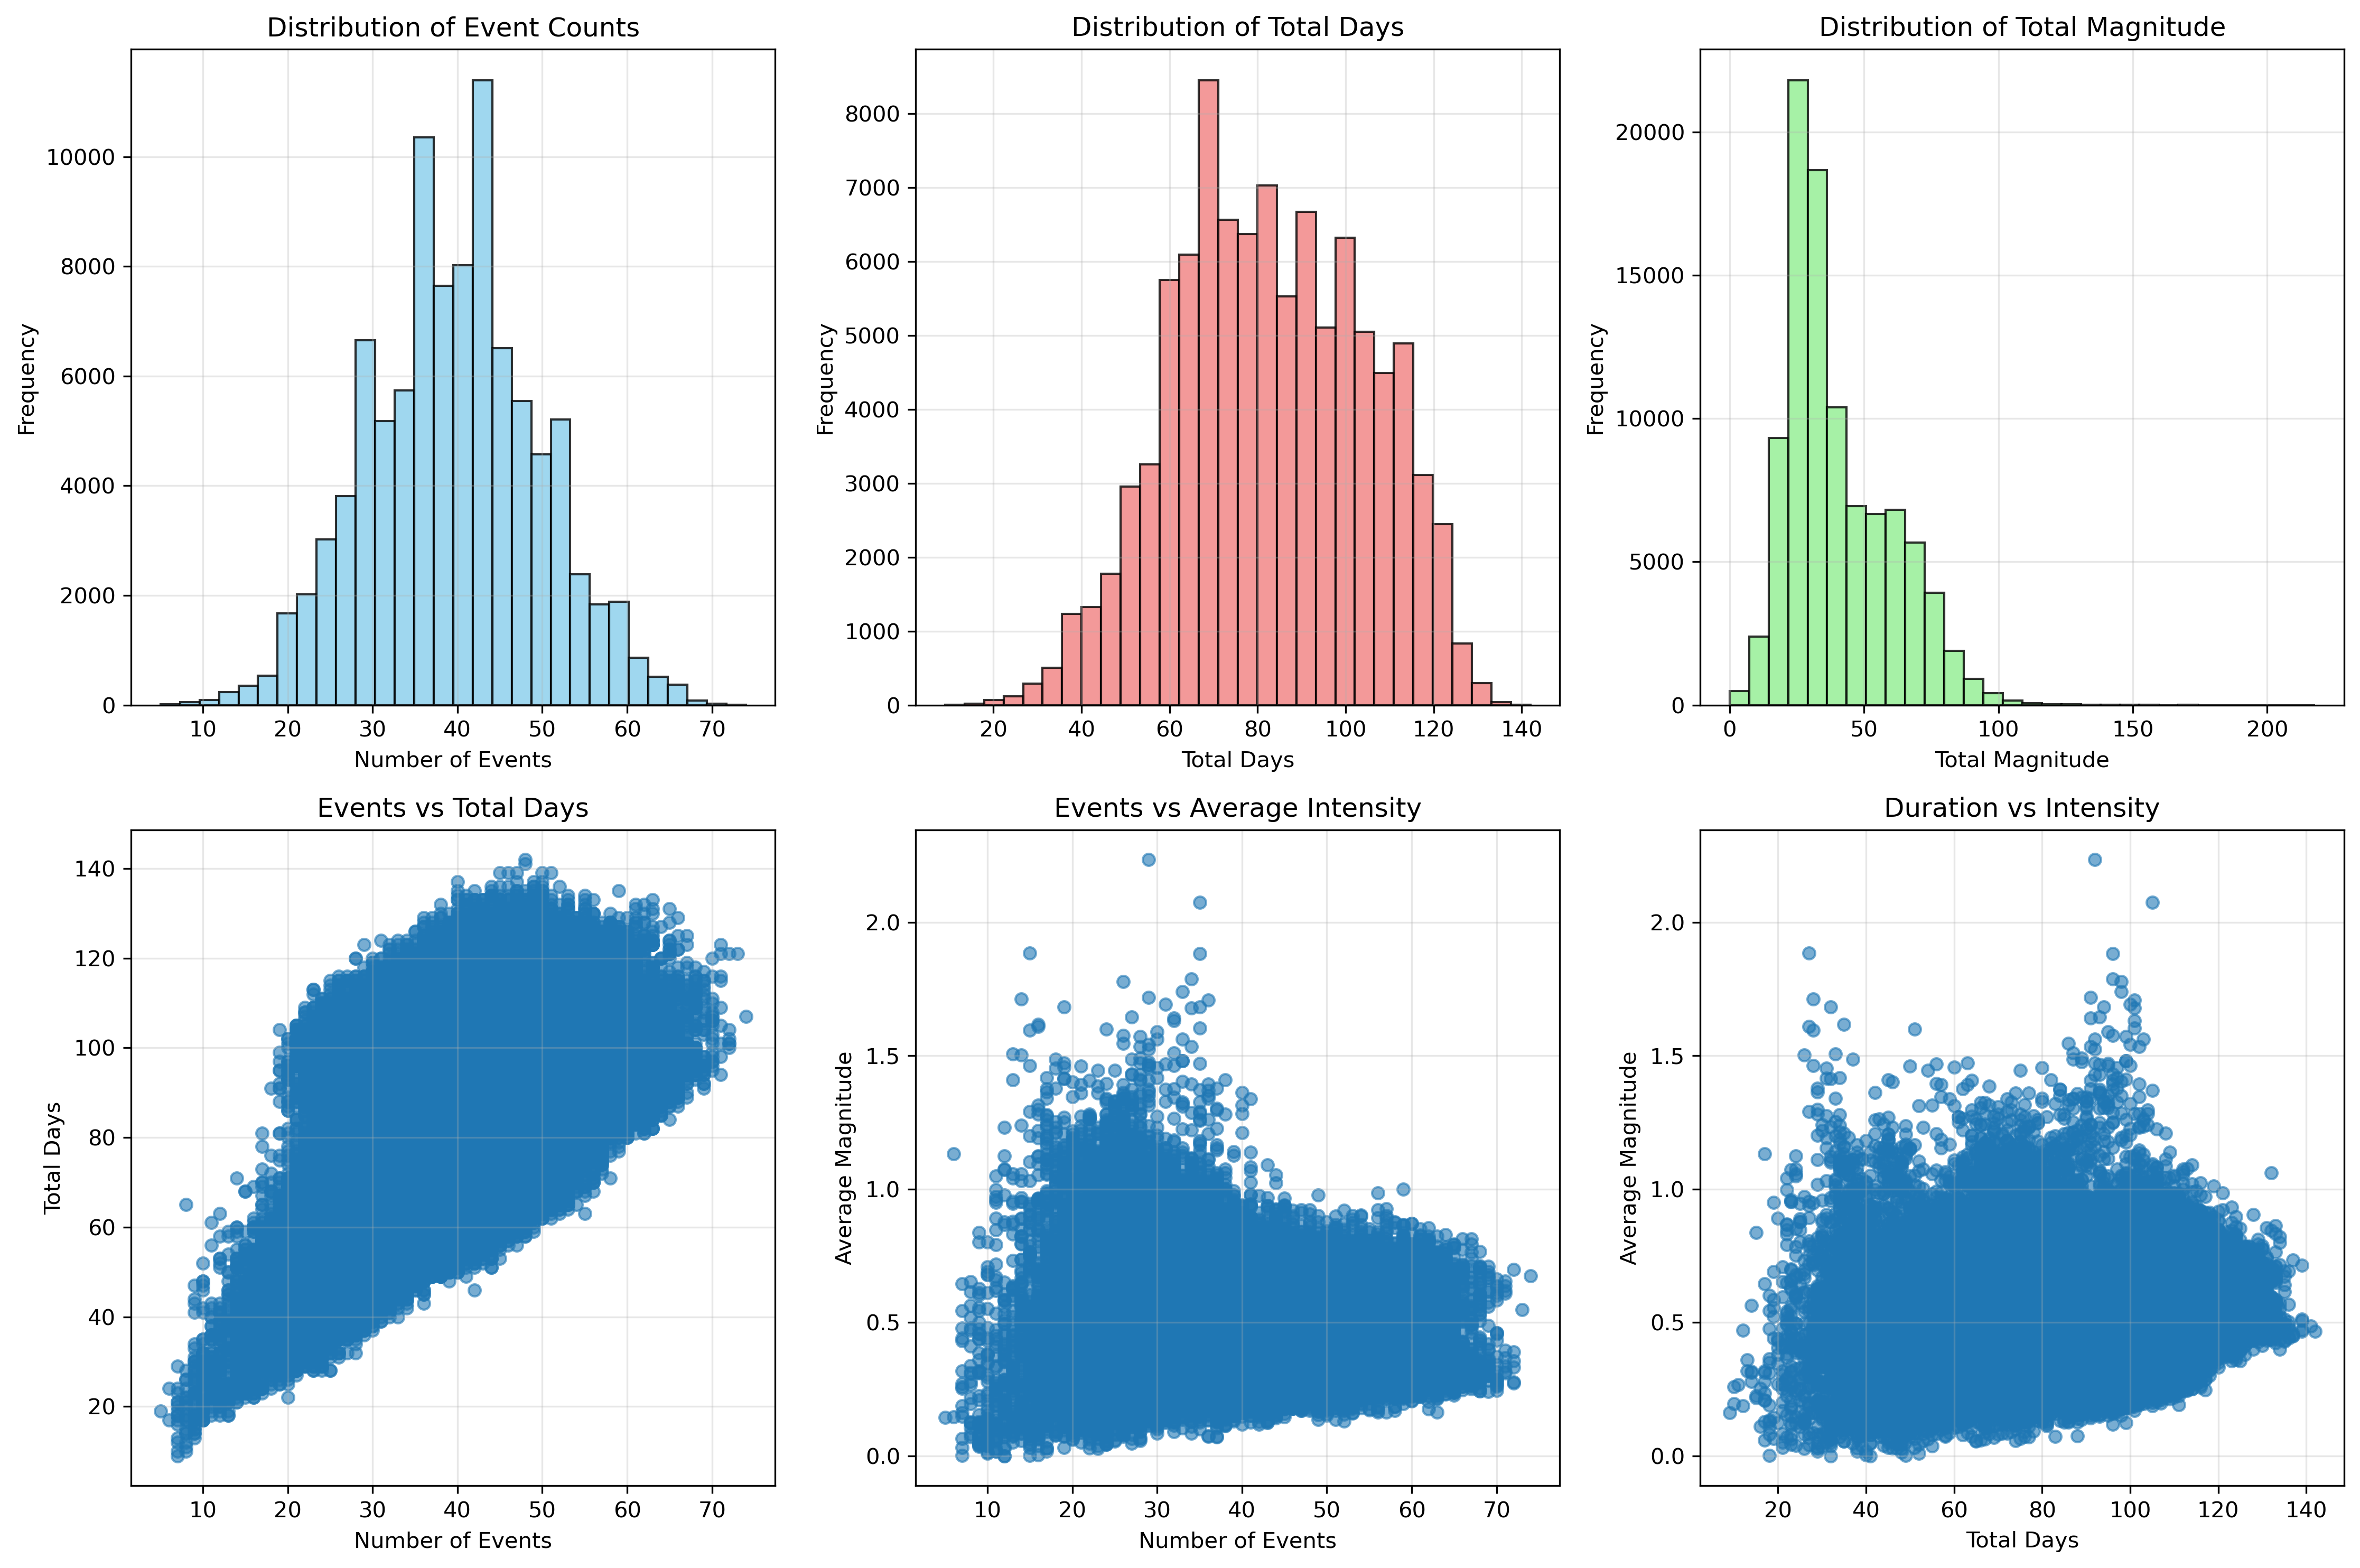 Distribution of Event Counts
Frequency
10000
8000
6000
4000
2000
0
10 20 30 40 50 60 70
Number of Events
Distribution of Total Days
Frequency
8000
7000
6000
5000
4000
3000
2000
1000
0
20 40 60 80 100 120 140
Total Days
Distribution of Total Magnitude
Frequency
20000
15000
10000
5000
0
0 50 100 150 200
Total Magnitude
Events vs Total Days
Total Days
140
120
100
80
60
40
20
10 20 30 40 50 60 70
Number of Events
Events vs Average Intensity
Average Magnitude
2.0
1.5
1.0
0.5
0.0
10 20 30 40 50 60 70
Number of Events
Duration vs Intensity
Average Magnitude
2.0
1.5
1.0
0.5
0.0
20 40 60 80 100 120 140
Total Days